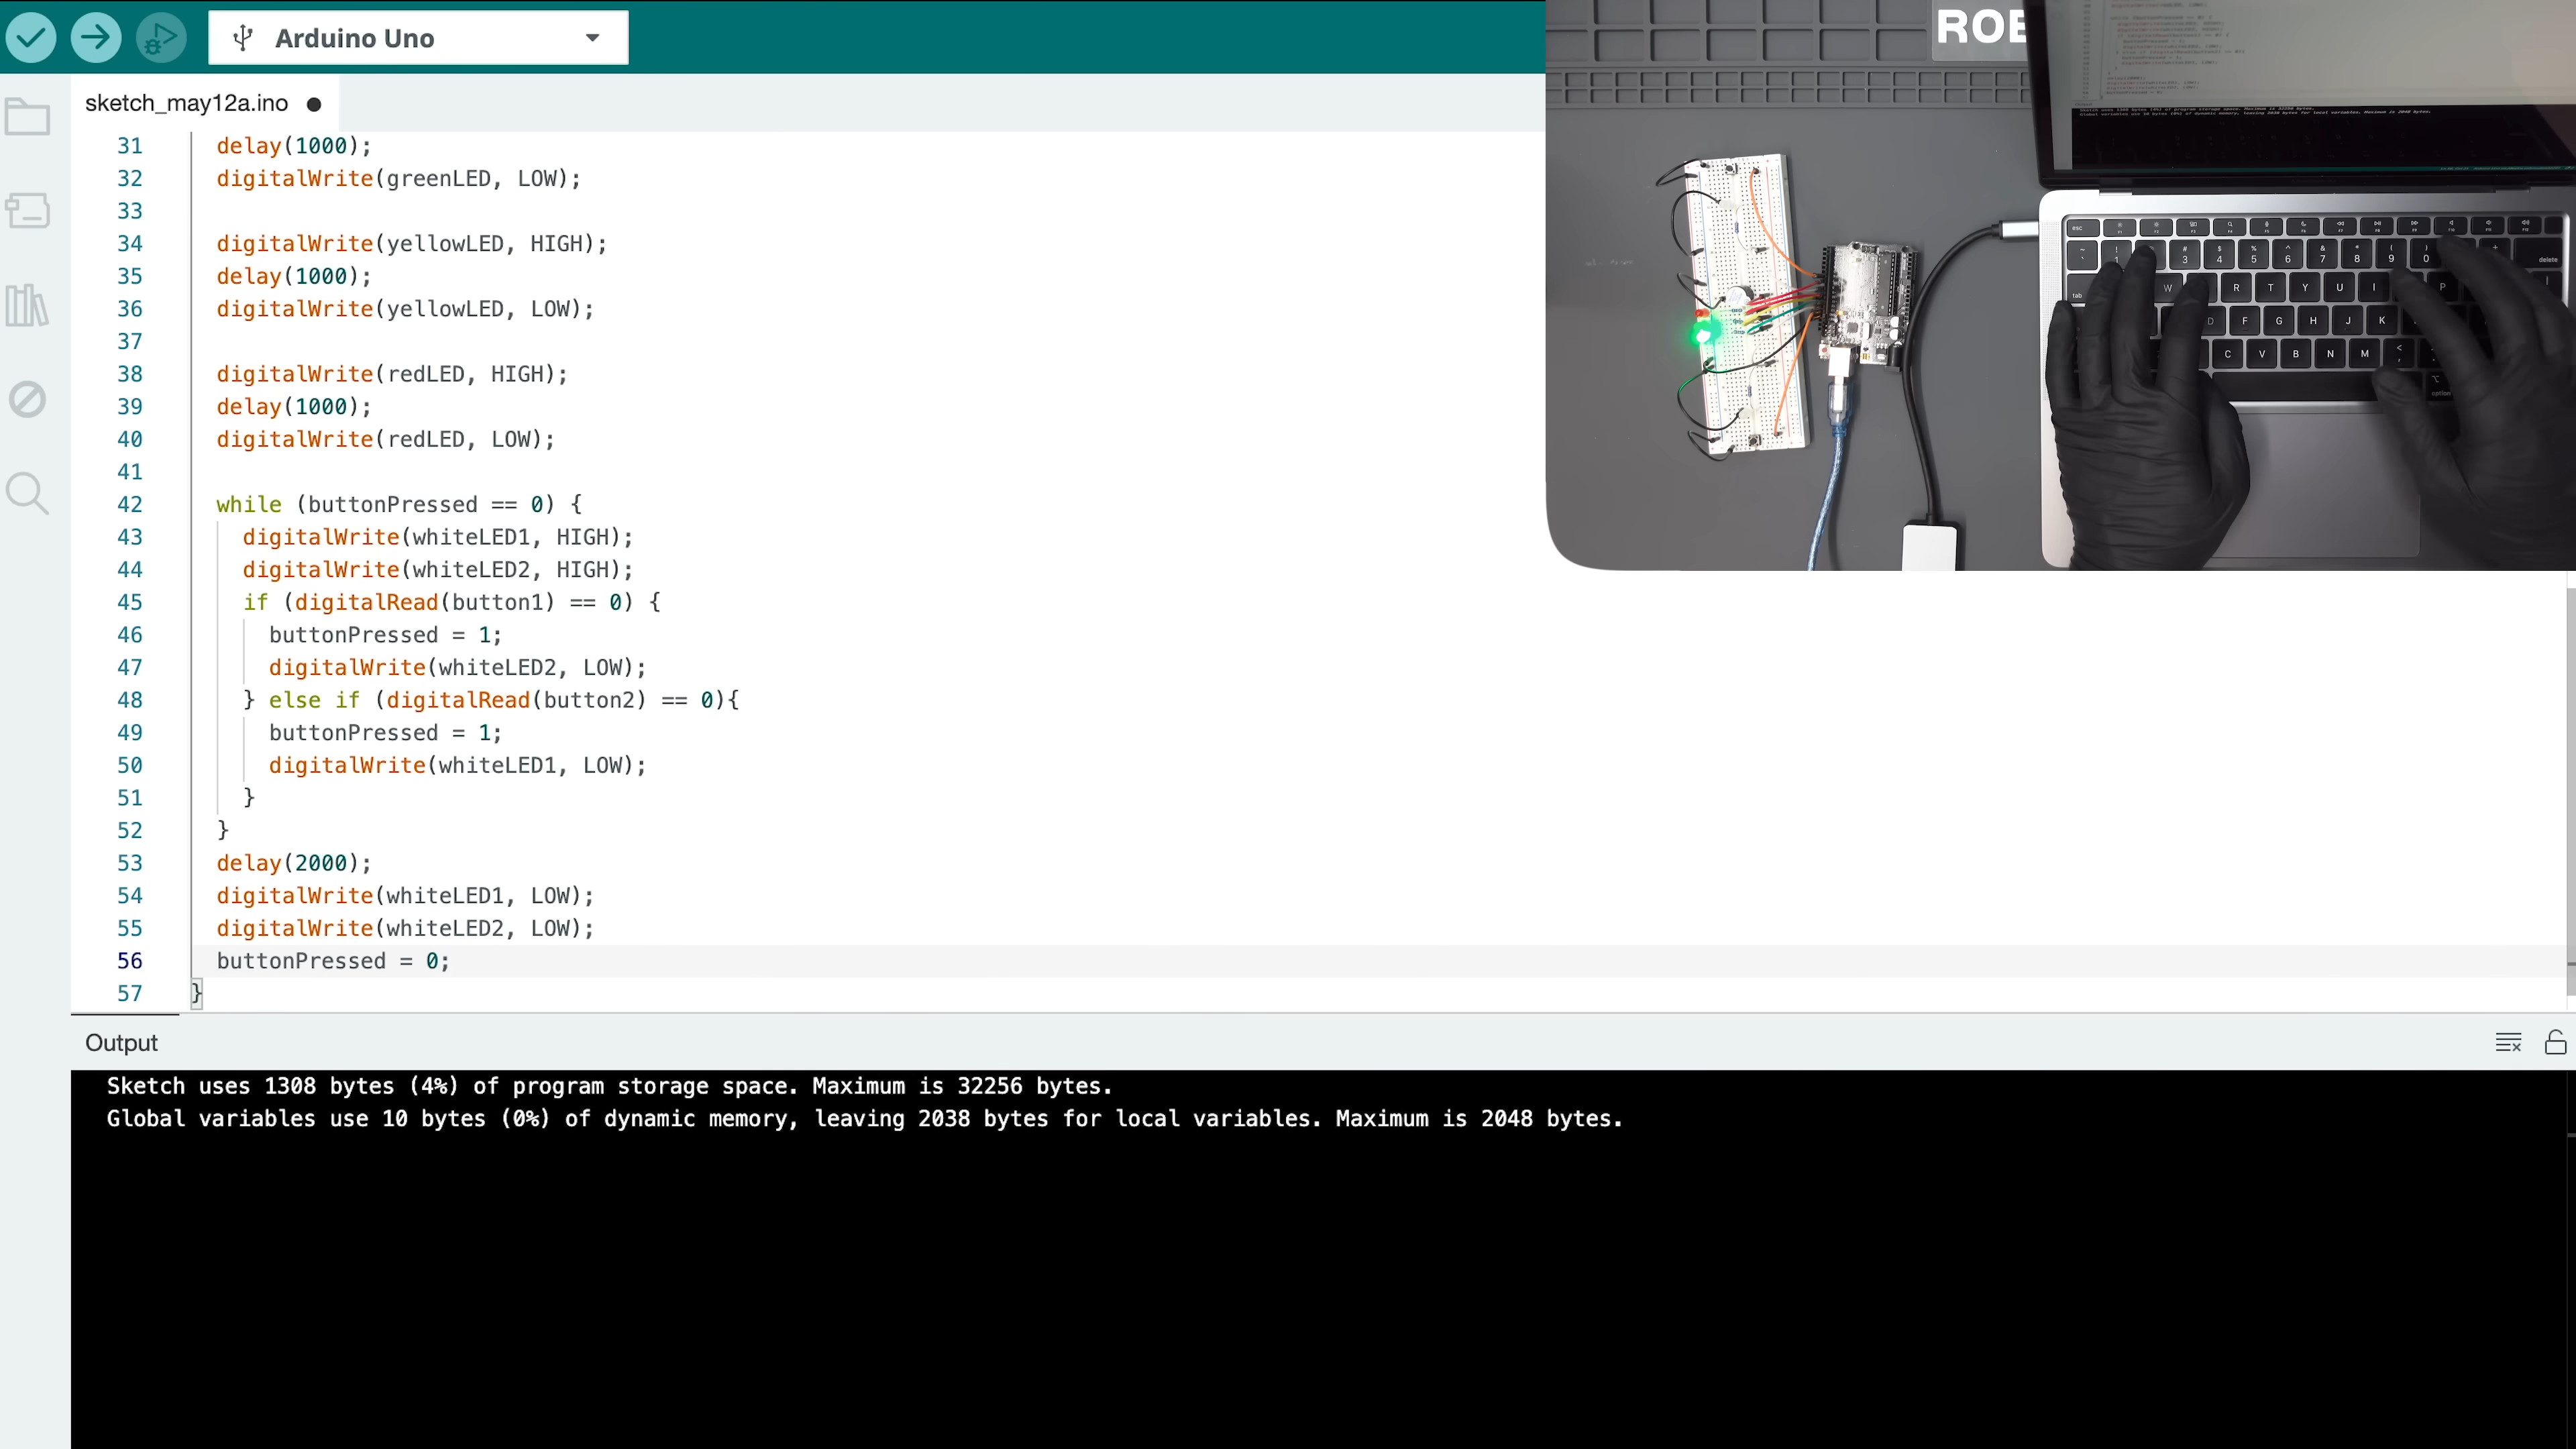 Arduino Uno
ROB
sketch_may12a.ino
31 delay(1000);
32 digitalWrite(greenLED, LOW);
33
34 digitalWrite(yellowLED, HIGH);
35 delay(1000);
36 digitalWrite(yellowLED, LOW);
37
38 digitalWrite(redLED, HIGH);
39 delay(1000);
40 digitalWrite(redLED, LOW);
41
42 while (buttonPressed == 0) {
43 digitalWrite(whiteLED1, HIGH);
44 digitalWrite(whiteLED2, HIGH);
45 if (digitalRead(button1) == 0) {
46 buttonPressed = 1;
47 digitalWrite(whiteLED2, LOW);
48 } else if (digitalRead(button2) == 0){
49 buttonPressed = 1;
50 digitalWrite(whiteLED1, LOW);
51 }
52 }
53 delay(2000);
54 digitalWrite(whiteLED1, LOW);
55 digitalWrite(whiteLED2, LOW);
56 buttonPressed = 0;
57 }
esc
delete
tab
W R T Y U I P
D F G H J K
C V B N M
option
Output
Sketch uses 1308 bytes (4%) of program storage space. Maximum is 32256 bytes.
Global variables use 10 bytes (0%) of dynamic memory, leaving 2038 bytes for local variables. Maximum is 2048 bytes.